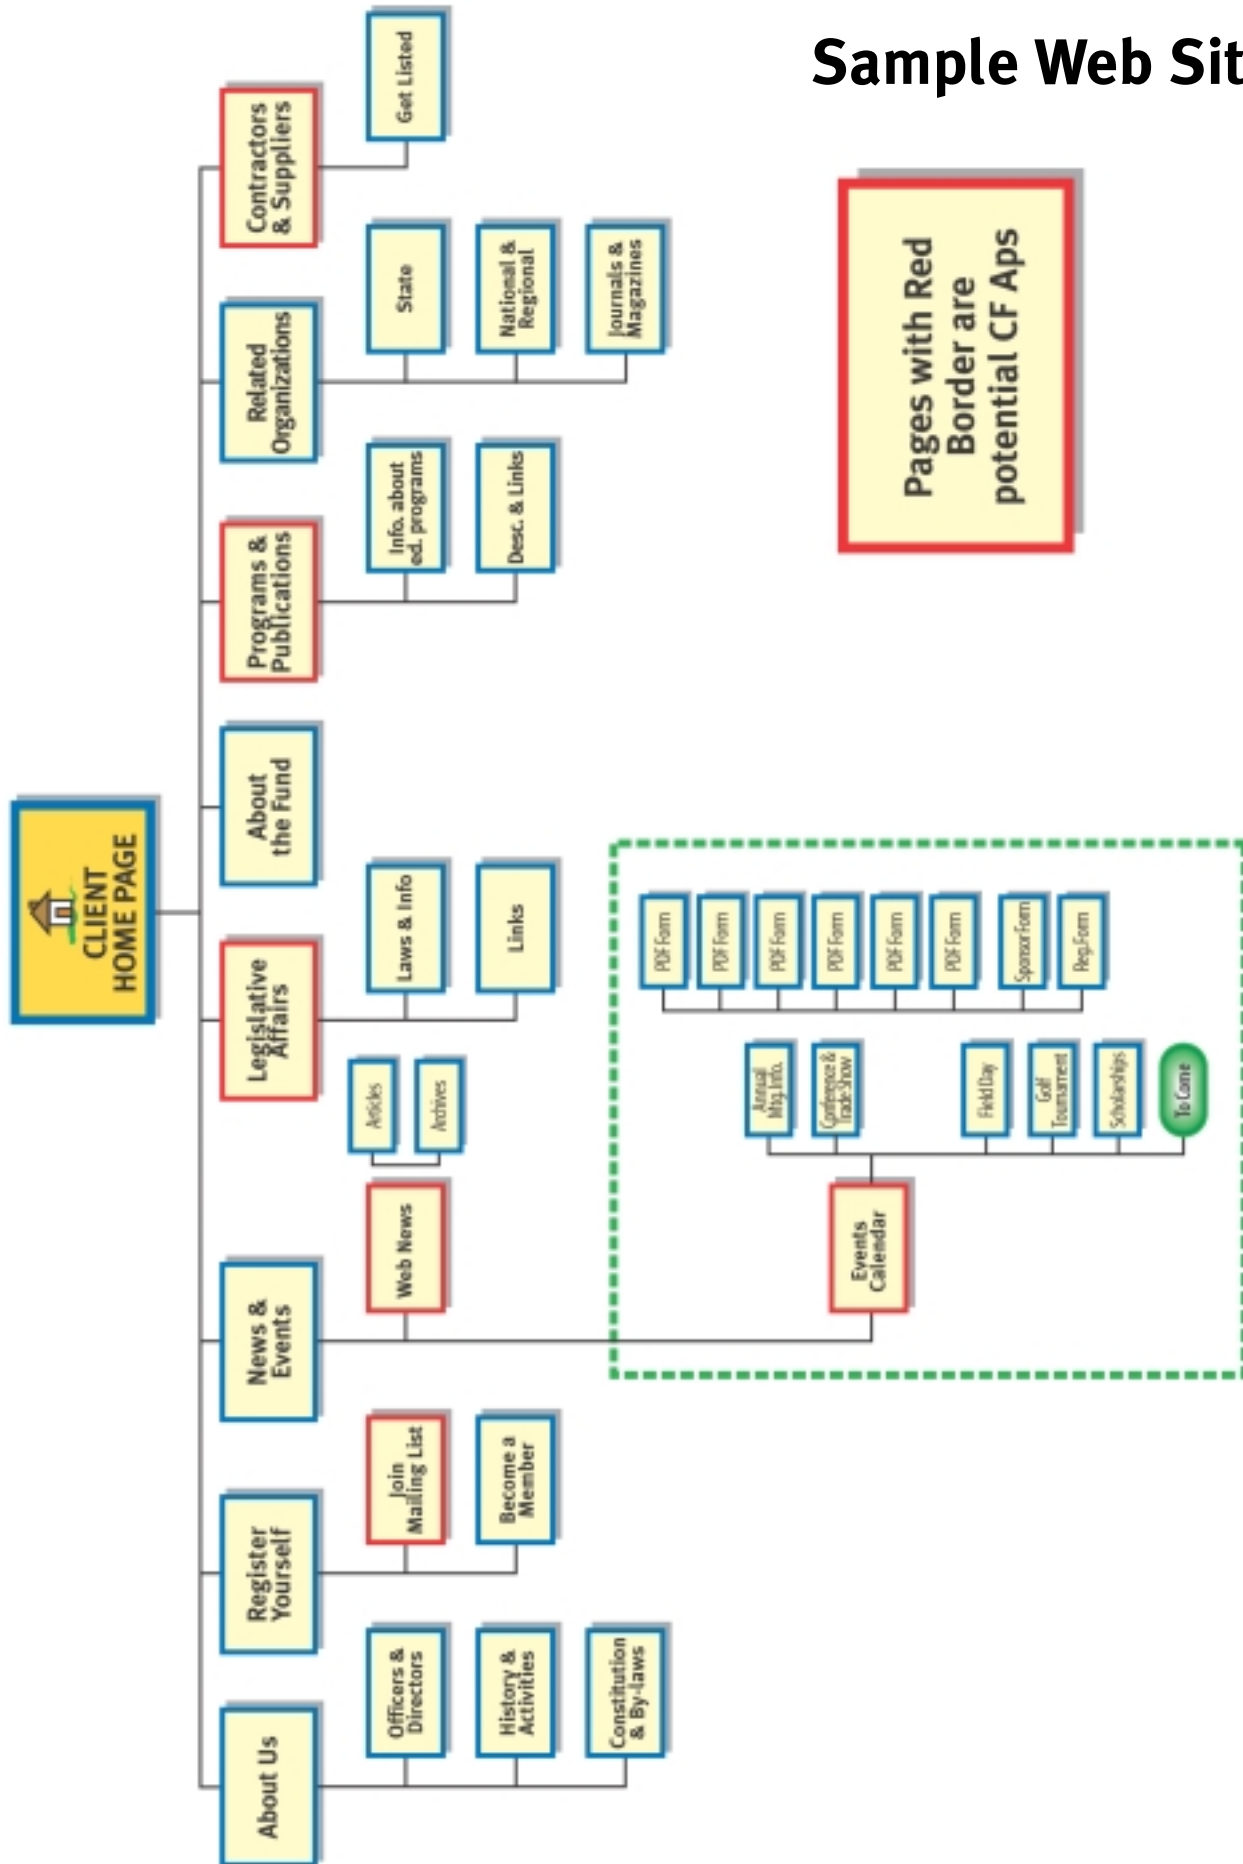 Sample Web Sit
CLIENT
HOME PAGE
About Us
Officers &
Directors
History &
Activities
Constitution
& By-laws
Register
Yourself
Join
Mailing List
Become a
Member
News &
Events
Web News
Articles
Archives
Events
Calendar
Annual
Mtg. Info.
Conference &
Trade Show
Field Day
Golf
Tournament
Scholarships
To Come
PDF Form
PDF Form
PDF Form
PDF Form
PDF Form
PDF Form
Sponsor Form
Reg. Form
Legislative
Affairs
Laws & Info
Links
About
the Fund
Programs &
Publications
Info. about
ed. programs
Desc. & Links
Related
Organizations
State
National &
Regional
Journals &
Magazines
Contractors
& Suppliers
Get Listed
Pages with Red
Border are
potential CF Aps